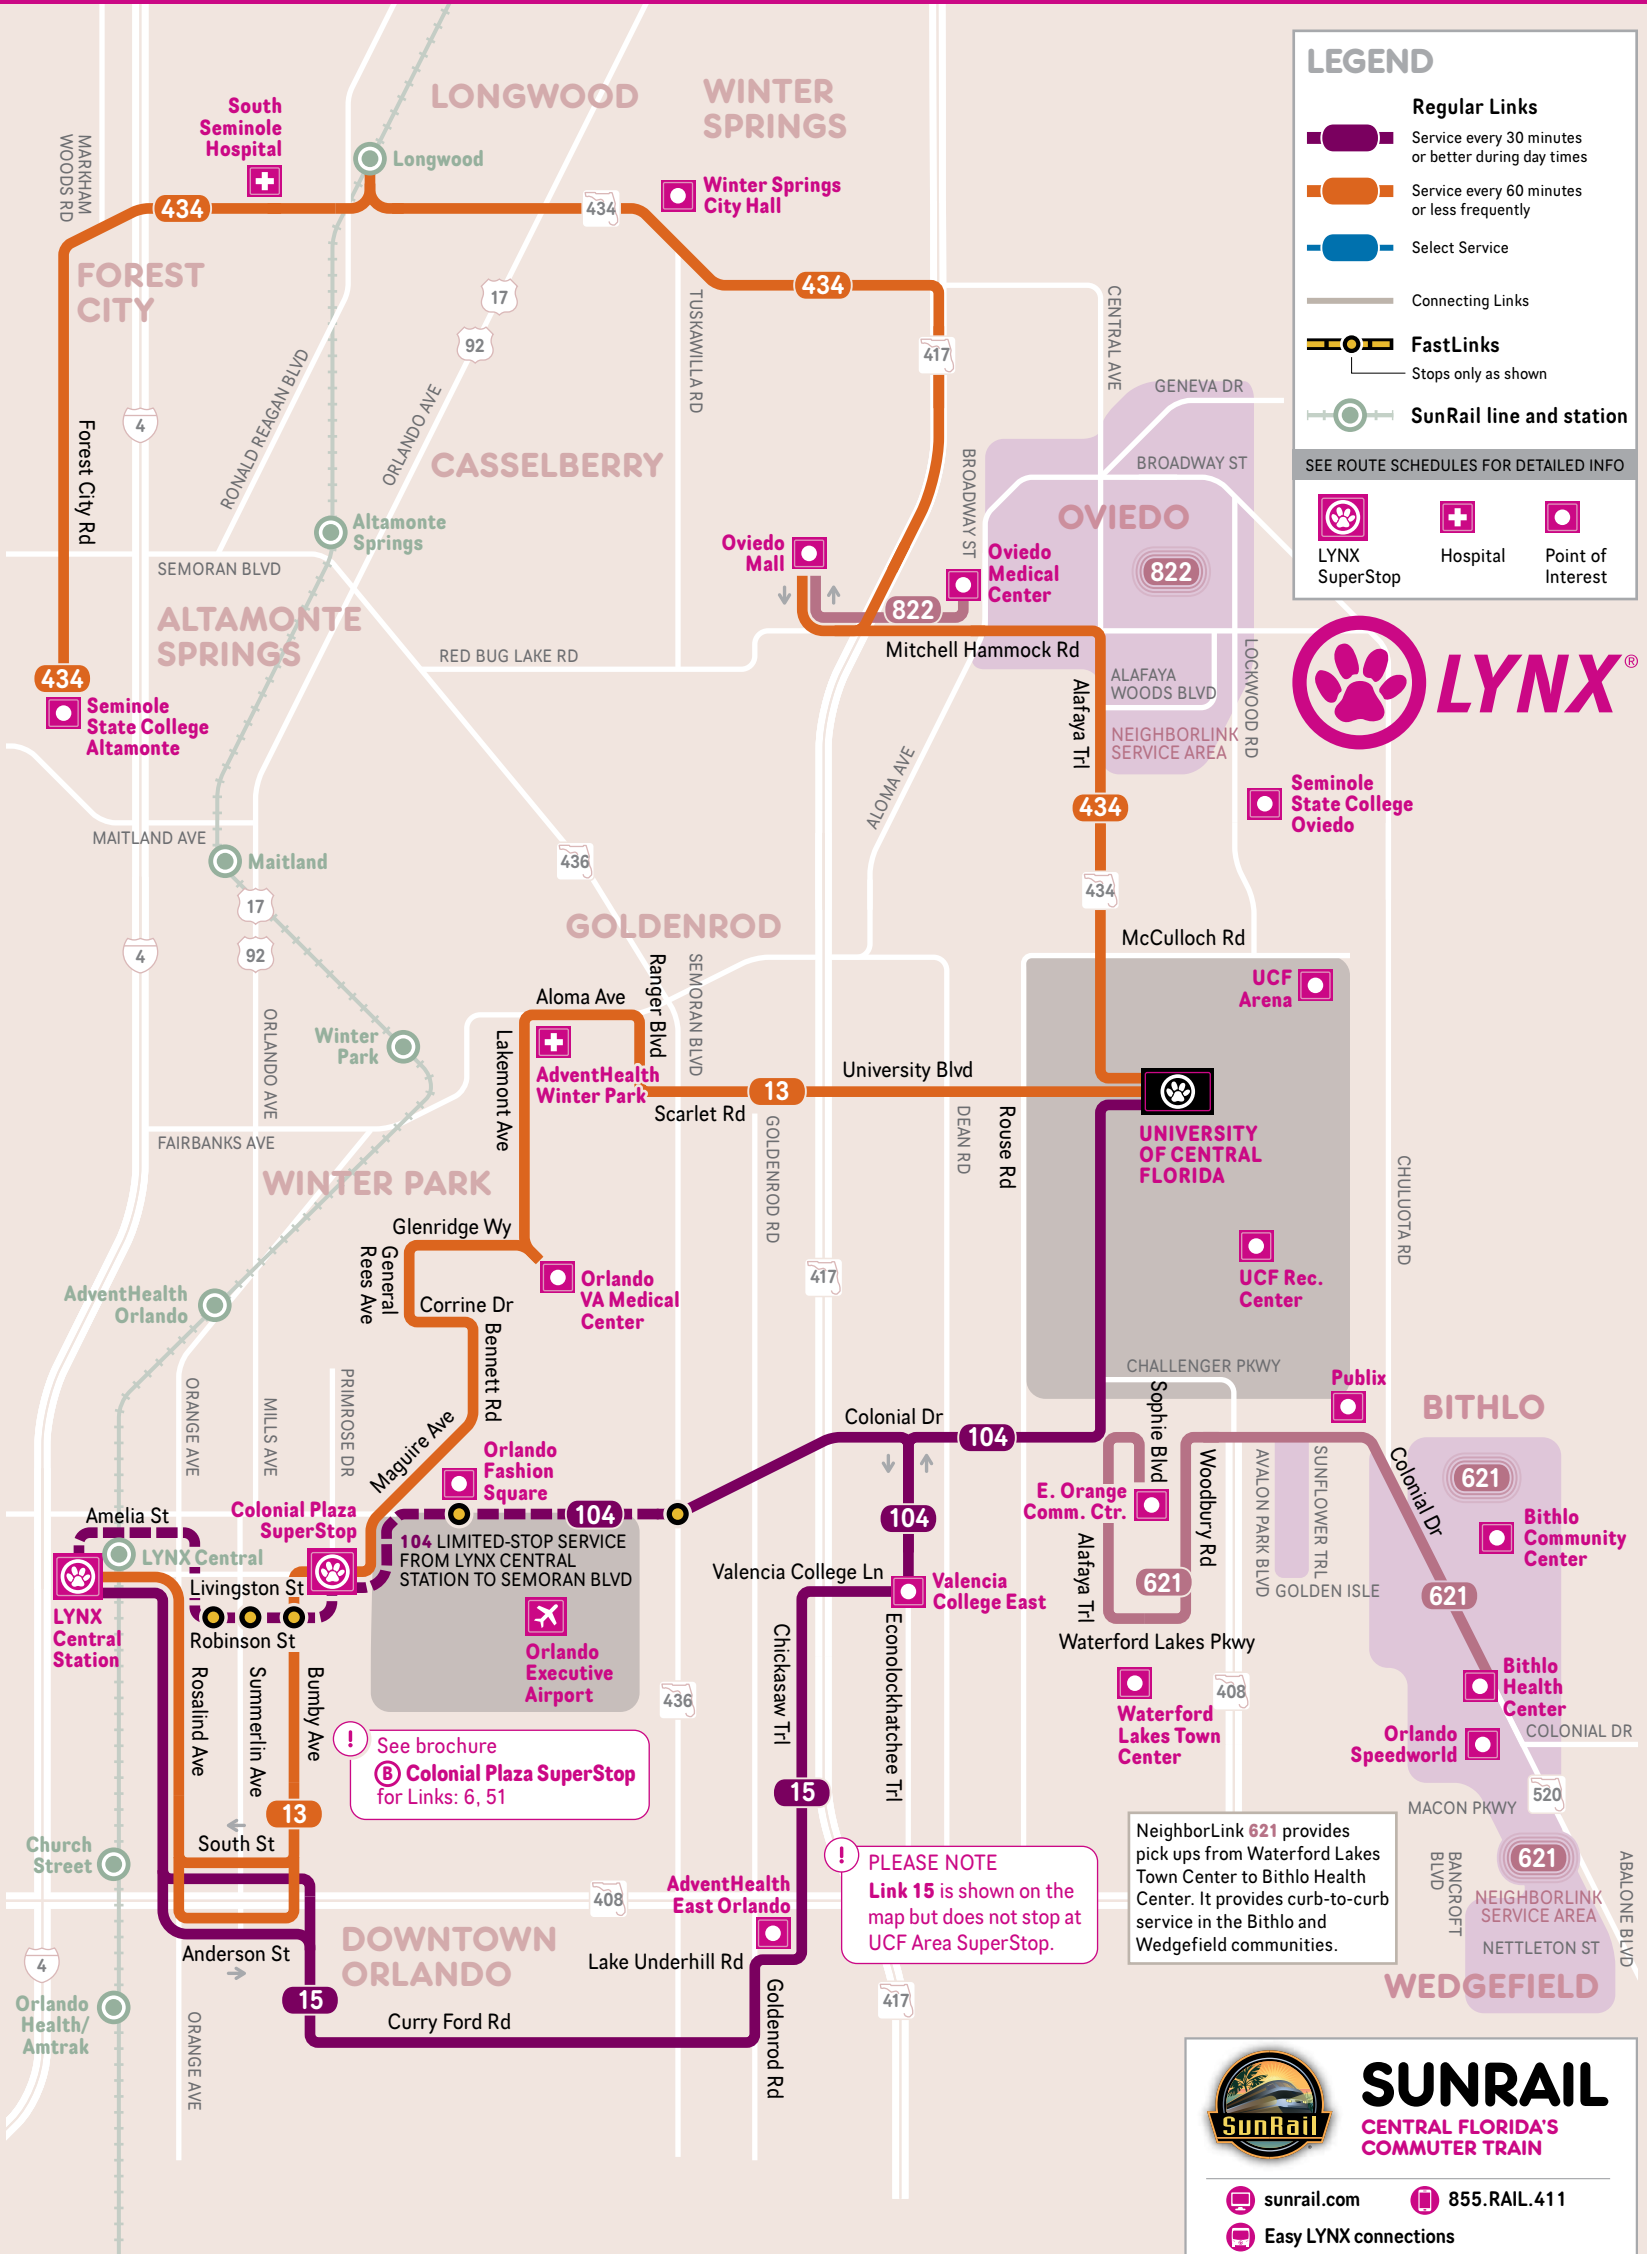 LEGEND
Regular Links
Service every 30 minutes
or better during day times
Service every 60 minutes
or less frequently
Select Service
Connecting Links
FastLinks
Stops only as shown
SunRail line and station
SEE ROUTE SCHEDULES FOR DETAILED INFO
LYNX
SuperStop
Hospital
Point of
Interest
LYNX®
LONGWOOD
WINTER
SPRINGS
South
Seminole
Hospital
MARKHAM
WOODS RD
Longwood
Winter Springs
City Hall
434
434
434
FOREST
CITY
17
92
TUSKAWILLA RD
417
CENTRAL AVE
GENEVA DR
4
Forest City Rd
RONALD REAGAN BLVD
ORLANDO AVE
CASSELBERRY
BROADWAY ST
BROADWAY ST
OVIEDO
822
Altamonte
Springs
SEMORAN BLVD
Oviedo
Mall
Oviedo
Medical
Center
822
ALTAMONTE
SPRINGS
RED BUG LAKE RD
Mitchell Hammock Rd
434
Seminole
State College
Altamonte
Alafaya Trl
ALAFAYA
WOODS BLVD
LOCKWOOD RD
NEIGHBORLINK
SERVICE AREA
ALOMA AVE
434
Seminole
State College
Oviedo
MAITLAND AVE
Maitland
436
434
17
92
4
GOLDENROD
McCulloch Rd
UCF
Arena
Aloma Ave
Ranger Blvd
SEMORAN BLVD
ORLANDO AVE
Winter
Park
Lakemont Ave
AdventHealth
Winter Park
13
University Blvd
Scarlet Rd
GOLDENROD RD
DEAN RD
Rouse Rd
UNIVERSITY
OF CENTRAL
FLORIDA
CHULUOTA RD
FAIRBANKS AVE
WINTER PARK
Glenridge Wy
General
Rees Ave
Orlando
VA Medical
Center
417
UCF Rec.
Center
AdventHealth
Orlando
Corrine Dr
Bennett Rd
CHALLENGER PKWY
Publix
BITHLO
ORANGE AVE
MILLS AVE
PRIMROSE DR
Maguire Ave
Orlando
Fashion
Square
Colonial Dr
104
Sophie Blvd
Woodbury Rd
AVALON PARK BLVD
SUNFLOWER TRL
Colonial Dr
621
Amelia St
Colonial Plaza
SuperStop
104
104
E. Orange
Comm. Ctr.
Bithlo
Community
Center
LYNX Central
104 LIMITED-STOP SERVICE
FROM LYNX CENTRAL
STATION TO SEMORAN BLVD
Valencia College Ln
Valencia
College East
Alafaya Trl
621
GOLDEN ISLE
621
Livingston St
LYNX
Central
Station
Robinson St
Orlando
Executive
Airport
Waterford Lakes Pkwy
Rosalind Ave
Summerlin Ave
Bumby Ave
Chickasaw Trl
Econolockhatchee Trl
Waterford
Lakes Town
Center
408
436
Bithlo
Health
Center
COLONIAL DR
Orlando
Speedworld
! See brochure
B Colonial Plaza SuperStop
for Links: 6, 51
13
15
520
MACON PKWY
South St
Church
Street
! PLEASE NOTE
Link 15 is shown on the
map but does not stop at
UCF Area SuperStop.
NeighborLink 621 provides
pick ups from Waterford Lakes
Town Center to Bithlo Health
Center. It provides curb-to-curb
service in the Bithlo and
Wedgefield communities.
621
BANCROFT
BLVD
ABALONE BLVD
NEIGHBORLINK
SERVICE AREA
NETTLETON ST
WEDGEFIELD
AdventHealth
East Orlando
408
DOWNTOWN
ORLANDO
Anderson St
Lake Underhill Rd
4
15
Orlando
Health/
Amtrak
Curry Ford Rd
Goldenrod Rd
417
ORANGE AVE
SunRail
SUNRAIL
CENTRAL FLORIDA'S
COMMUTER TRAIN
sunrail.com
855.RAIL.411
Easy LYNX connections